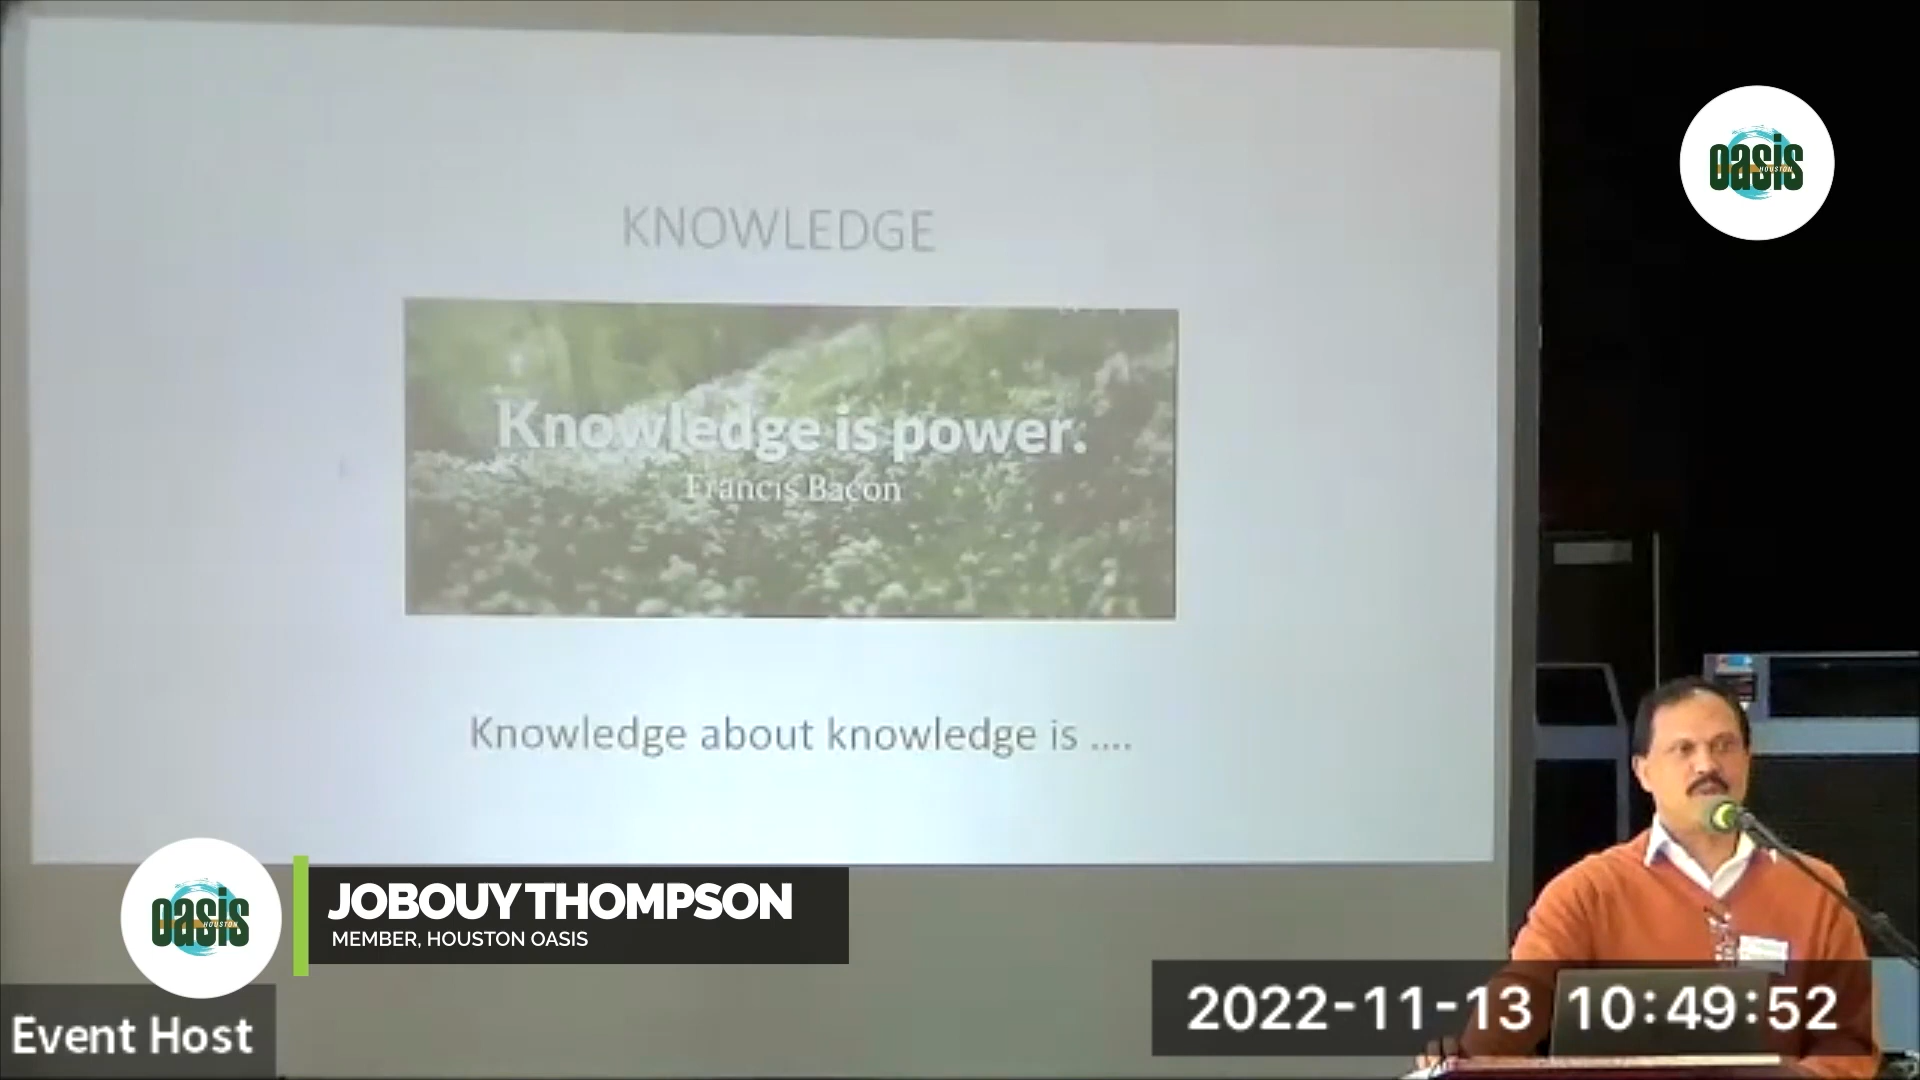 KNOWLEDGE
Knowledge is power.
Francis Bacon
Knowledge about knowledge is ....
oasis
HOUSTON
oasis
HOUSTON
JOBOUY THOMPSON
MEMBER, HOUSTON OASIS
Event Host
2022-11-13 10:49:52